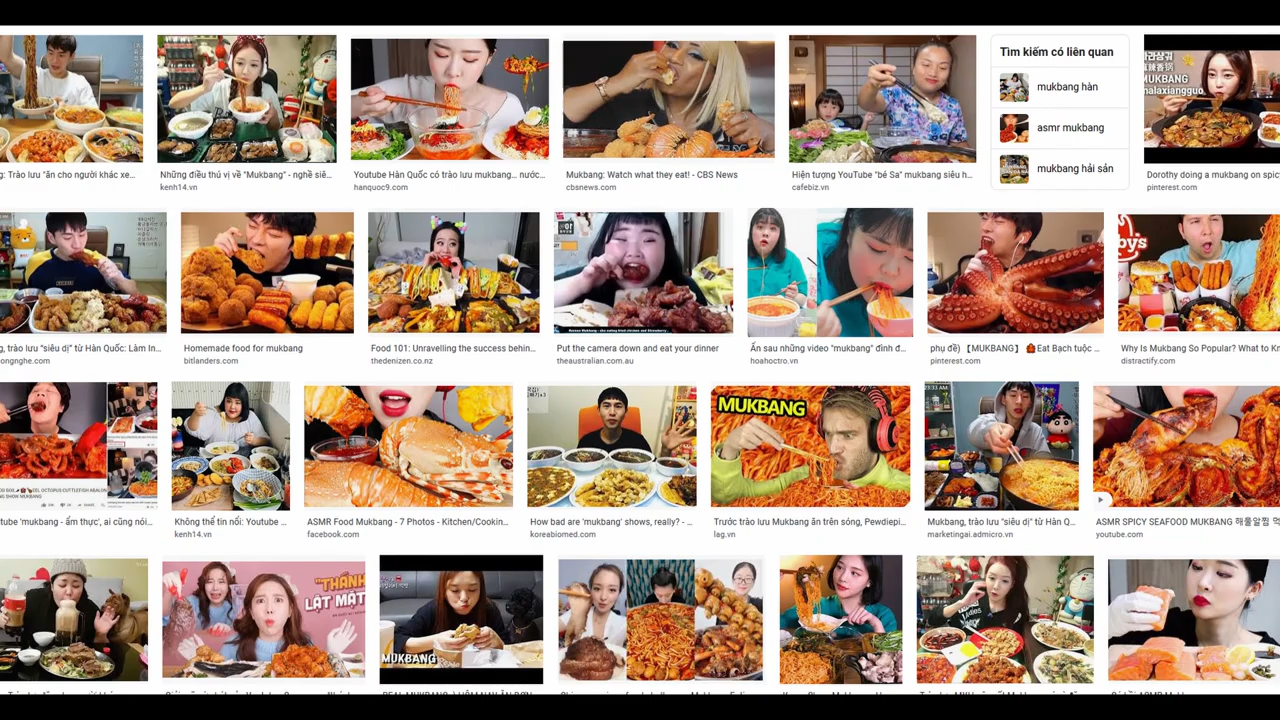 g: Trào lưu "ăn cho người khác xe...
Những điều thú vị về "Mukbang" - nghề siê...
kenh14.vn
Youtube Hàn Quốc có trào lưu mukbang... nước...
hanquoc9.com
Mukbang: Watch what they eat! - CBS News
cbsnews.com
Hiện tượng YouTube "bé Sa" mukbang siêu h...
cafebiz.vn
Tìm kiếm có liên quan
mukbang hàn
asmr mukbang
mukbang hải sản
MUKBANG
malaxiangguo
Dorothy doing a mukbang on spic
pinterest.com
g, trào lưu "siêu dị" từ Hàn Quốc: Làm In...
ongnghe.com
Homemade food for mukbang
bitlanders.com
Food 101: Unravelling the success behin...
thedenizen.co.nz
Put the camera down and eat your dinner
theaustralian.com.au
Ẩn sau những video "mukbang" đình đ...
hoahoctro.vn
phụ đề) 【MUKBANG】 Eat Bạch tuộc ...
pinterest.com
by's
Why Is Mukbang So Popular? What to Kn
distractify.com
tube 'mukbang - ẩm thực', ai cũng nói...
Không thể tin nổi: Youtube ...
kenh14.vn
ASMR Food Mukbang - 7 Photos - Kitchen/Cookin...
facebook.com
How bad are 'mukbang' shows, really? - ...
koreabiomed.com
MUKBANG
Trước trào lưu Mukbang ăn trên sóng, Pewdiepi...
lag.vn
Mukbang, trào lưu "siêu dị" từ Hàn Q...
marketingai.admicro.vn
ASMR SPICY SEAFOOD MUKBANG 해물알찜 먹
youtube.com
"THÁNH
LẬT MẶT
MUKBANG